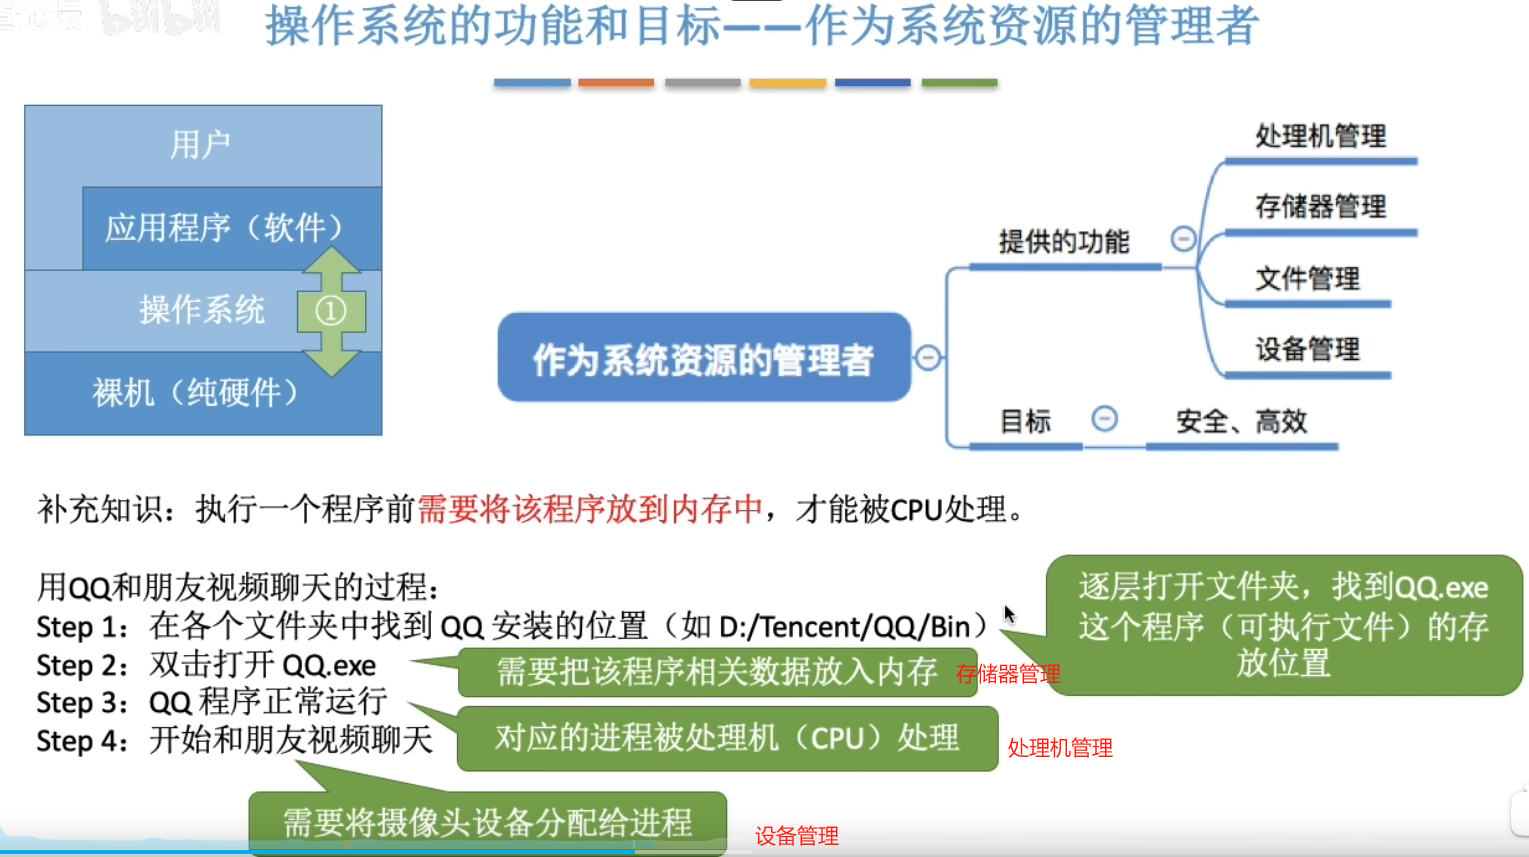 操作系统的功能和目标——作为系统资源的管理者
用户
应用程序（软件）
操作系统
①
裸机（纯硬件）
作为系统资源的管理者
提供的功能
处理机管理
存储器管理
文件管理
设备管理
目标
安全、高效
补充知识：执行一个程序前需要将该程序放到内存中，才能被CPU处理。
用QQ和朋友视频聊天的过程：
Step 1：在各个文件夹中找到 QQ 安装的位置（如 D:/Tencent/QQ/Bin）
逐层打开文件夹，找到QQ.exe
这个程序（可执行文件）的存
放位置
Step 2：双击打开 QQ.exe
需要把该程序相关数据放入内存
存储器管理
Step 3：QQ 程序正常运行
对应的进程被处理机（CPU）处理
处理机管理
Step 4：开始和朋友视频聊天
需要将摄像头设备分配给进程
设备管理
bilibili